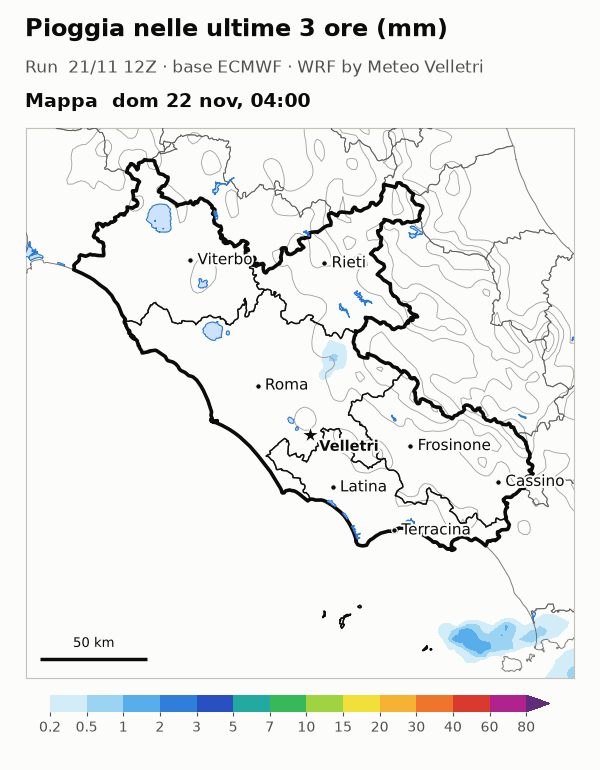 Pioggia nelle ultime 3 ore (mm)
Run 21/11 12Z · base ECMWF · WRF by Meteo Velletri
Mappa dom 22 nov, 04:00
Viterbo
Rieti
Roma
Velletri
Frosinone
Cassino
Latina
Terracina
50 km
0.2 0.5 1 2 3 5 7 10 15 20 30 40 60 80